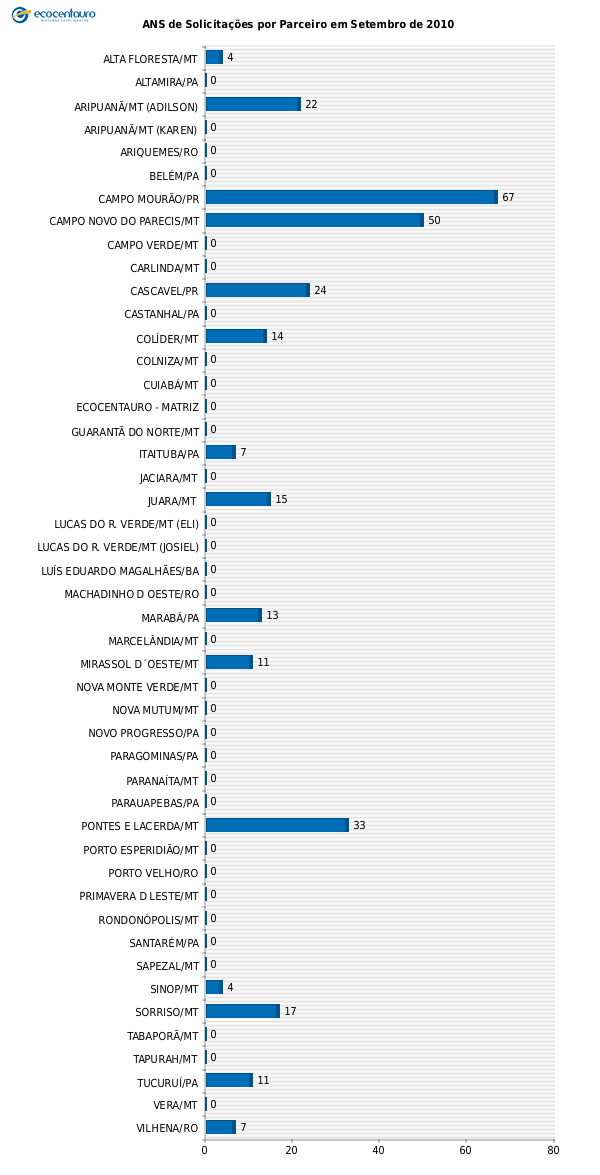 ecocentauro
ANS de Solicitações por Parceiro em Setembro de 2010
ALTA FLORESTA/MT 4
ALTAMIRA/PA 0
ARIPUANÃ/MT (ADILSON) 22
ARIPUANÃ/MT (KAREN) 0
ARIQUEMES/RO 0
BELÉM/PA 0
CAMPO MOURÃO/PR 67
CAMPO NOVO DO PARECIS/MT 50
CAMPO VERDE/MT 0
CARLINDA/MT 0
CASCAVEL/PR 24
CASTANHAL/PA 0
COLÍDER/MT 14
COLNIZA/MT 0
CUIABÁ/MT 0
ECOCENTAURO - MATRIZ 0
GUARANTÃ DO NORTE/MT 0
ITAITUBA/PA 7
JACIARA/MT 0
JUARA/MT 15
LUCAS DO R. VERDE/MT (ELI) 0
LUCAS DO R. VERDE/MT (JOSIEL) 0
LUÍS EDUARDO MAGALHÃES/BA 0
MACHADINHO D OESTE/RO 0
MARABÁ/PA 13
MARCELÂNDIA/MT 0
MIRASSOL D´OESTE/MT 11
NOVA MONTE VERDE/MT 0
NOVA MUTUM/MT 0
NOVO PROGRESSO/PA 0
PARAGOMINAS/PA 0
PARANAÍTA/MT 0
PARAUAPEBAS/PA 0
PONTES E LACERDA/MT 33
PORTO ESPERIDIÃO/MT 0
PORTO VELHO/RO 0
PRIMAVERA D LESTE/MT 0
RONDONÓPOLIS/MT 0
SANTARÉM/PA 0
SAPEZAL/MT 0
SINOP/MT 4
SORRISO/MT 17
TABAPORÃ/MT 0
TAPURAH/MT 0
TUCURUÍ/PA 11
VERA/MT 0
VILHENA/RO 7
0 20 40 60 80